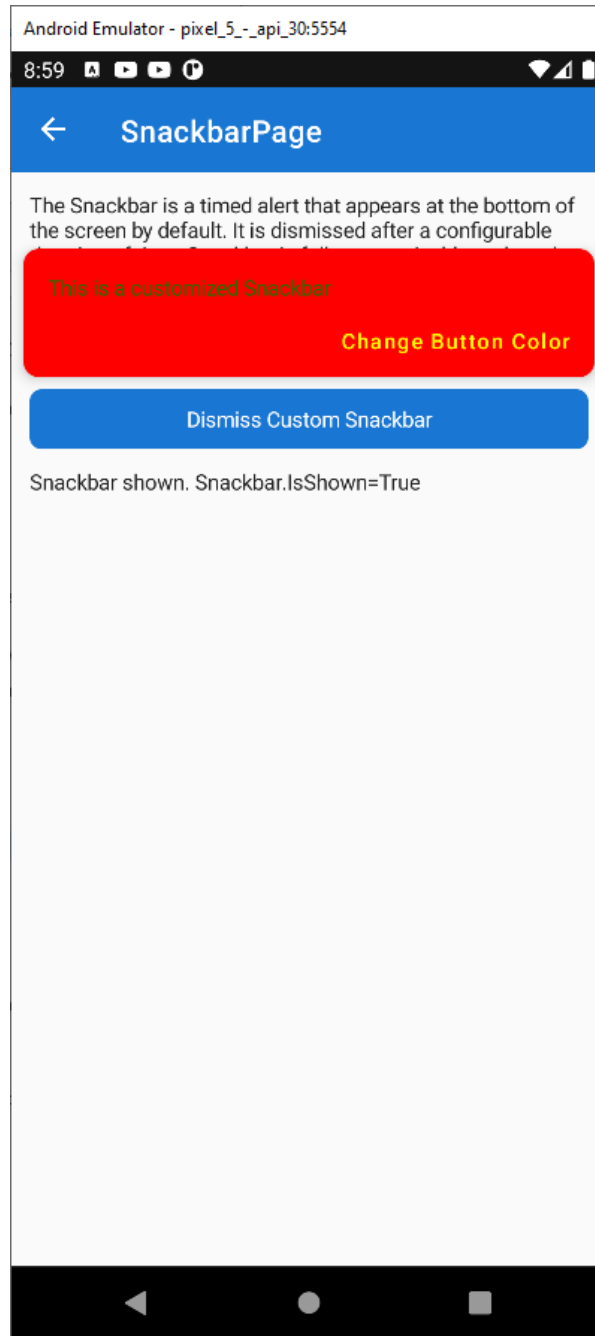 Android Emulator - pixel_5_-_api_30:5554
8:59
SnackbarPage
The Snackbar is a timed alert that appears at the bottom of
the screen by default. It is dismissed after a configurable
This is a customized Snackbar
Change Button Color
Dismiss Custom Snackbar
Snackbar shown. Snackbar.IsShown=True